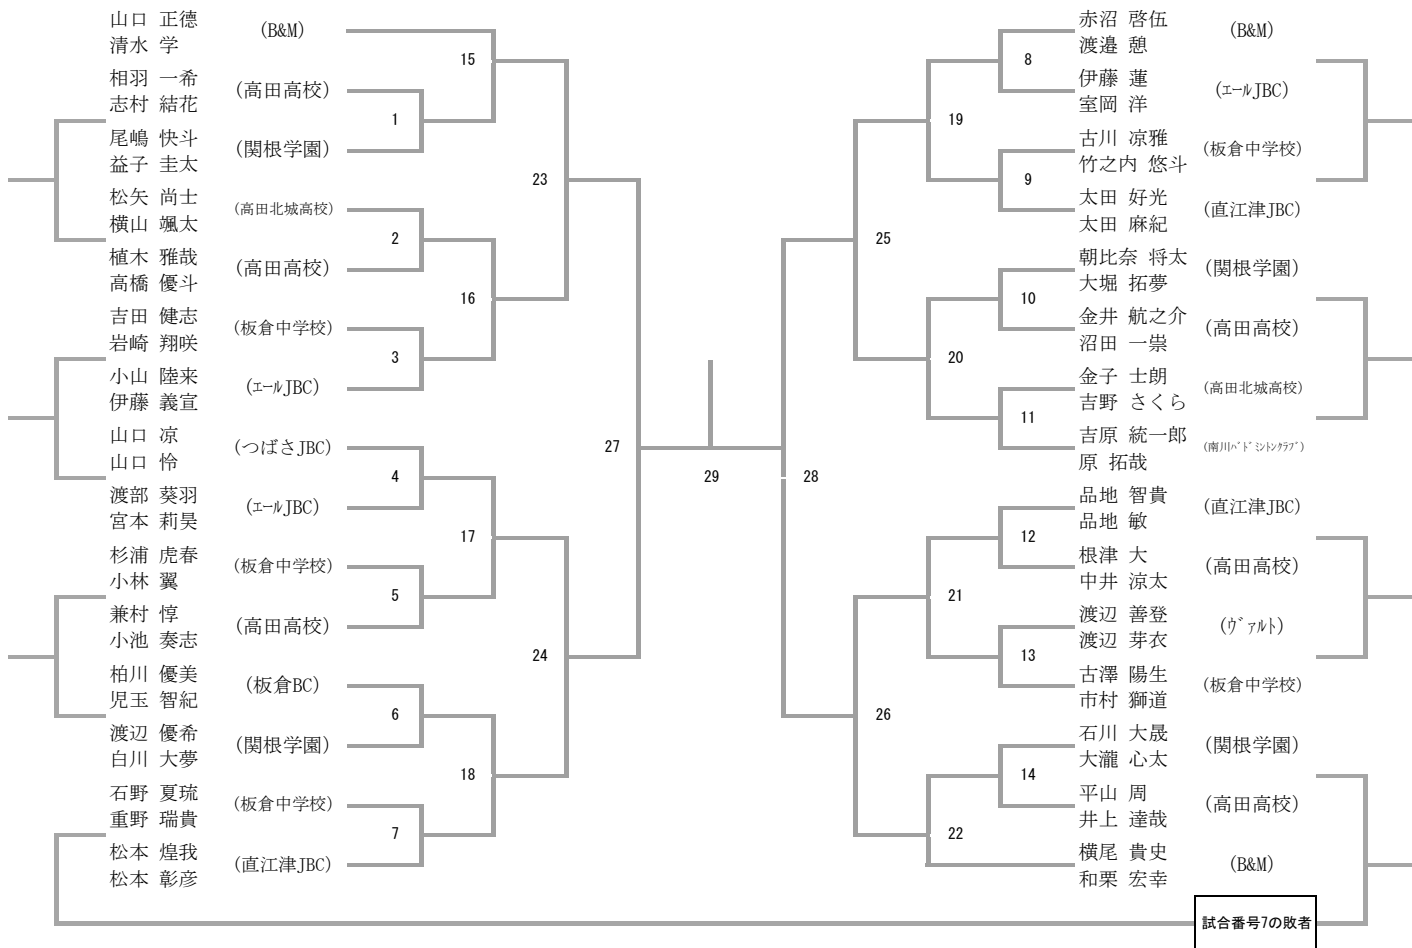 山口 正德
清水 学
(B&M)
相羽 一希
志村 結花
(高田高校)
尾嶋 快斗
益子 圭太
(関根学園)
松矢 尚士
横山 颯太
(高田北城高校)
植木 雅哉
高橋 優斗
(高田高校)
吉田 健志
岩崎 翔咲
(板倉中学校)
小山 陸来
伊藤 義宣
(エールJBC)
山口 凉
山口 怜
(つばさJBC)
渡部 葵羽
宮本 莉昊
(エールJBC)
杉浦 虎春
小林 翼
(板倉中学校)
兼村 惇
小池 奏志
(高田高校)
柏川 優美
児玉 智紀
(板倉BC)
渡辺 優希
白川 大夢
(関根学園)
石野 夏琉
重野 瑞貴
(板倉中学校)
松本 煌我
松本 彰彦
(直江津JBC)
1
2
3
4
5
6
7
15
16
17
18
23
24
27
29
28
25
26
19
20
21
22
8
9
10
11
12
13
14
赤沼 啓伍
渡邉 憩
(B&M)
伊藤 蓮
室岡 洋
(エールJBC)
古川 凉雅
竹之内 悠斗
(板倉中学校)
太田 好光
太田 麻紀
(直江津JBC)
朝比奈 将太
大堀 拓夢
(関根学園)
金井 航之介
沼田 一崇
(高田高校)
金子 士朗
吉野 さくら
(高田北城高校)
吉原 統一郎
原 拓哉
(南川バドミントンクラブ)
品地 智貴
品地 敏
(直江津JBC)
根津 大
中井 涼太
(高田高校)
渡辺 善登
渡辺 芽衣
(ヴァルト)
古澤 陽生
市村 獅道
(板倉中学校)
石川 大晟
大瀧 心太
(関根学園)
平山 周
井上 達哉
(高田高校)
横尾 貴史
和栗 宏幸
(B&M)
試合番号7の敗者